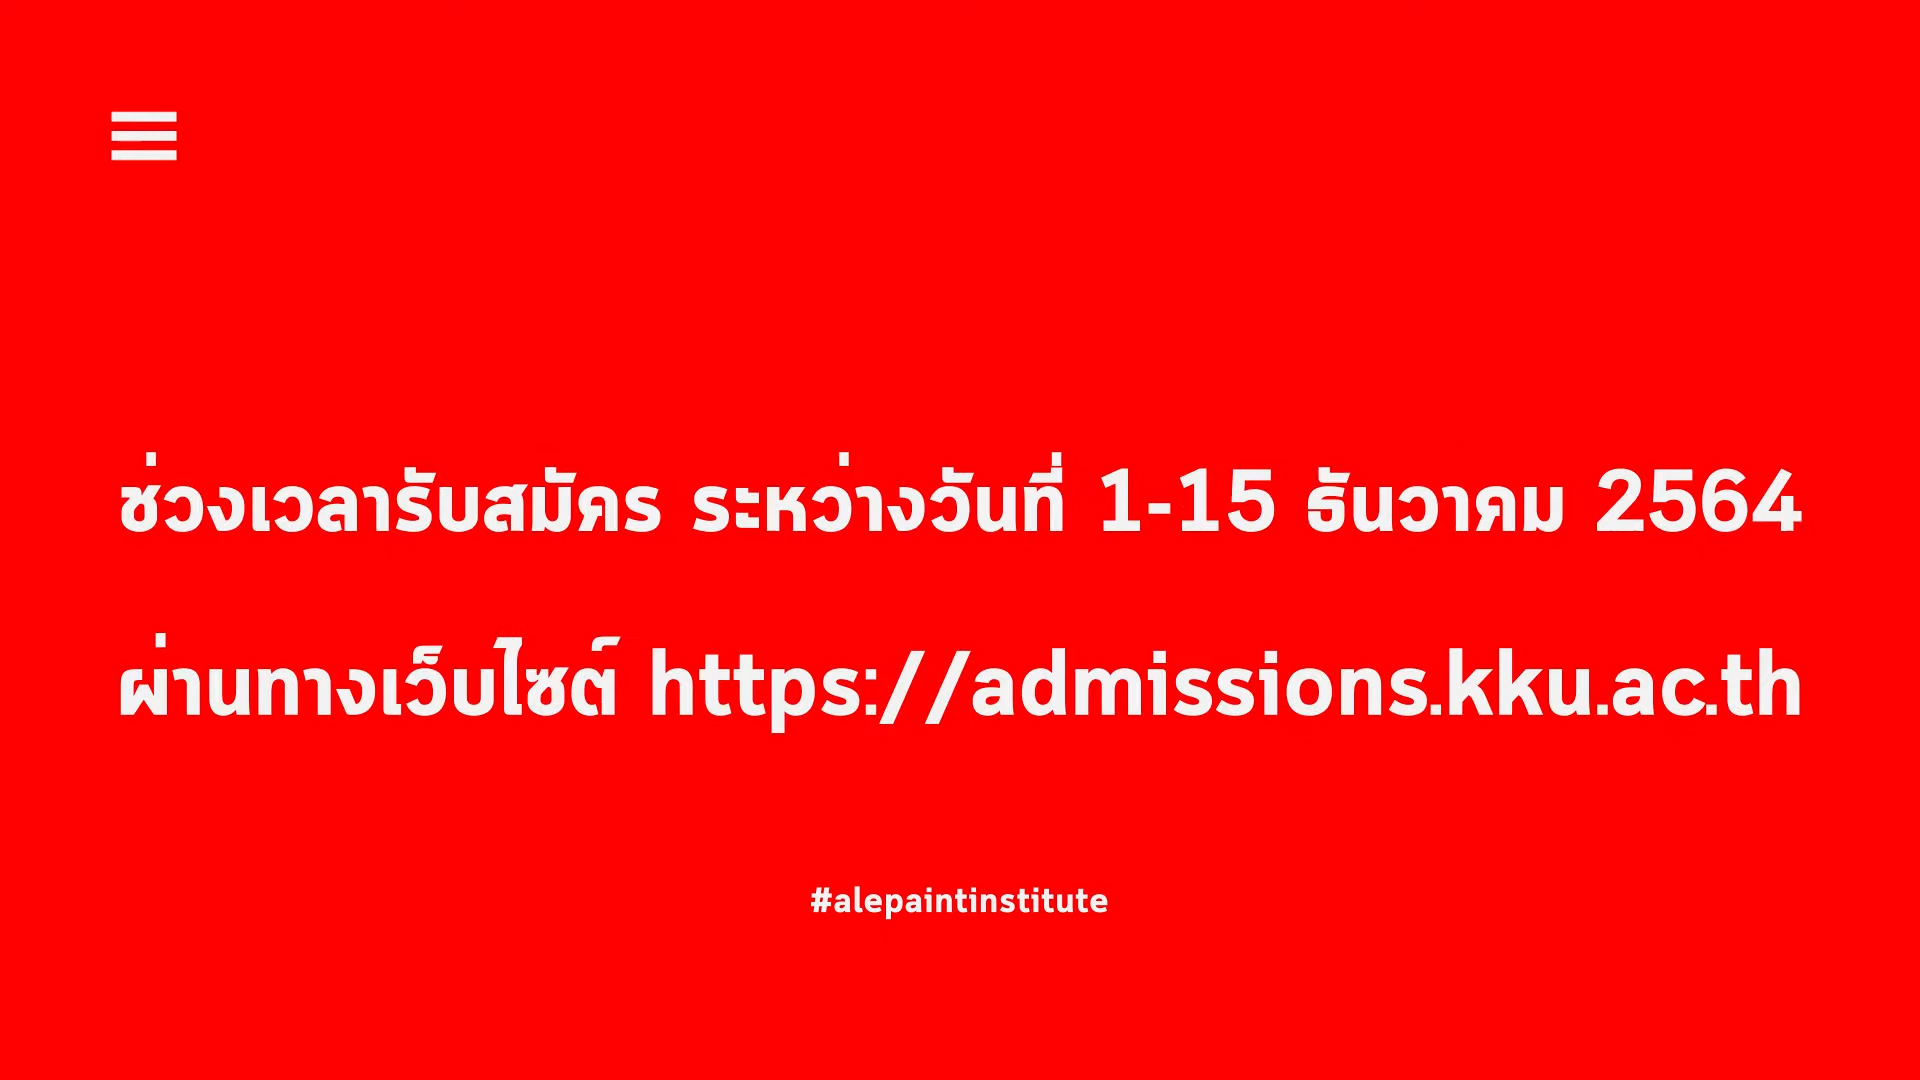 ช่วงเวลารับสมัคร ระหว่างวันที่ 1-15 ธันวาคม 2564
ผ่านทางเว็บไซต์ https://admissions.kku.ac.th
#alepaintinstitute